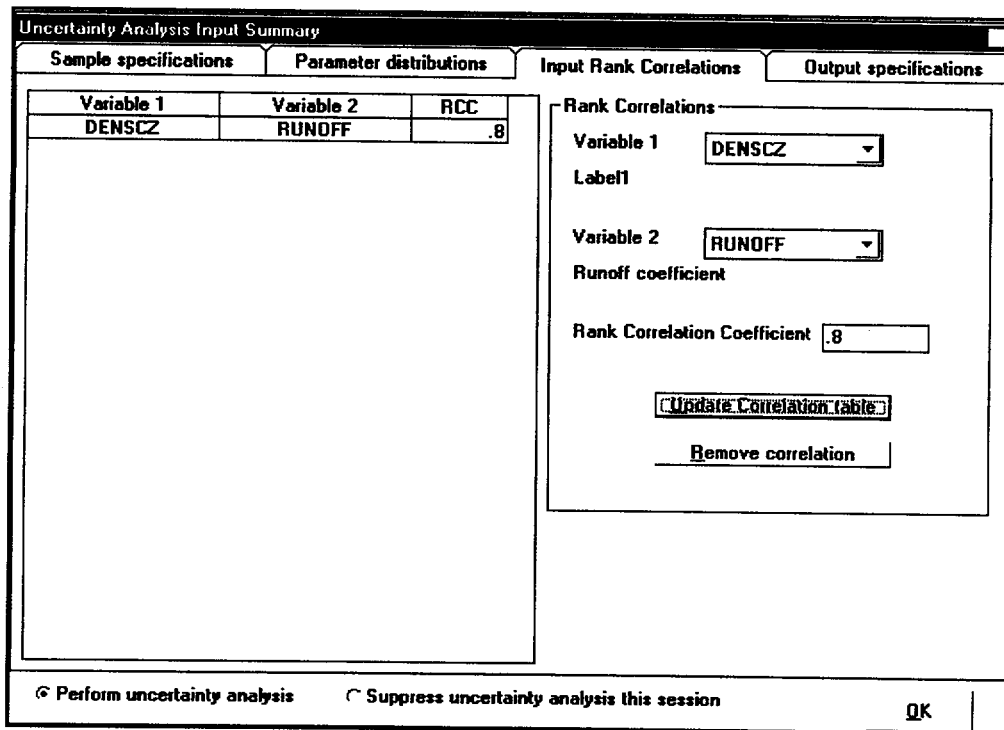 Uncertainty Analysis Input Summary
Sample specifications
Parameter distributions
Input Rank Correlations
Output specifications
Variable 1 Variable 2 RCC
DENSCZ RUNOFF .8
Rank Correlations
Variable 1 DENSCZ
Label1
Variable 2 RUNOFF
Runoff coefficient
Rank Correlation Coefficient .8
Update Correlation table
Remove correlation
Perform uncertainty analysis
Suppress uncertainty analysis this session
OK